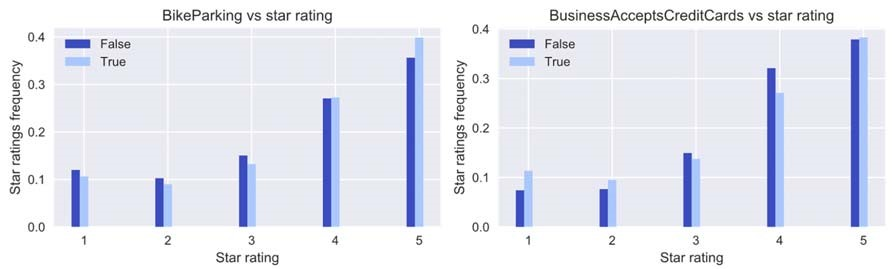 BikeParking vs star rating
False
True
Star ratings frequency
0.4
0.3
0.2
0.1
0.0
1 2 3 4 5
Star rating
BusinessAcceptsCreditCards vs star rating
False
True
Star ratings frequency
0.4
0.3
0.2
0.1
0.0
1 2 3 4 5
Star rating